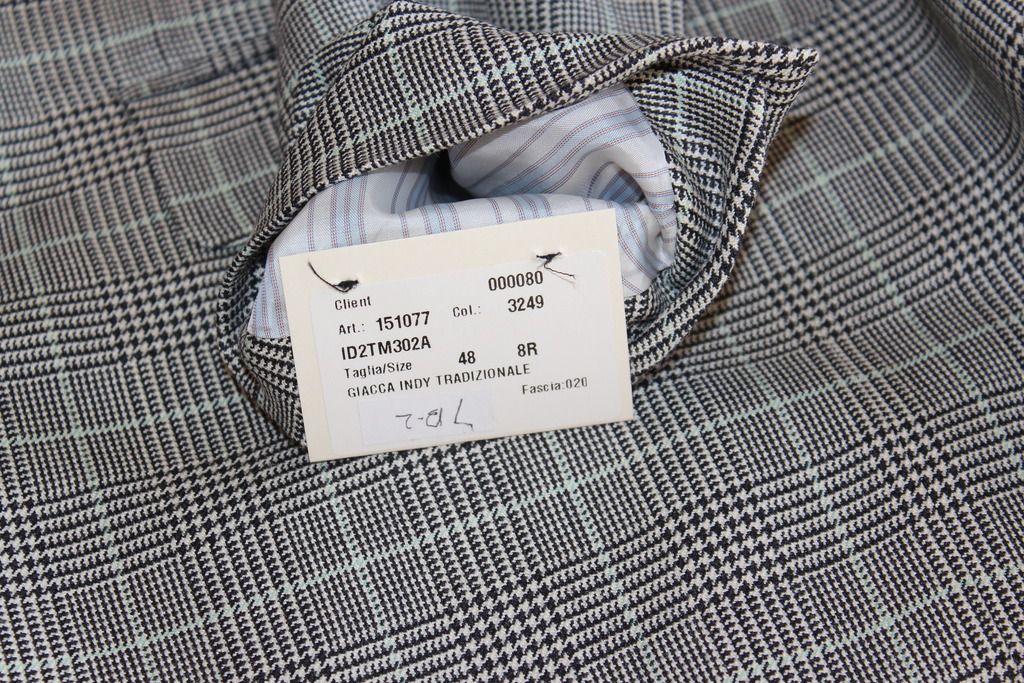 Client 000080
Art.: 151077 Col.: 3249
ID2TM302A
Taglia/Size 48 8R
GIACCA INDY TRADIZIONALE
Fascia:020